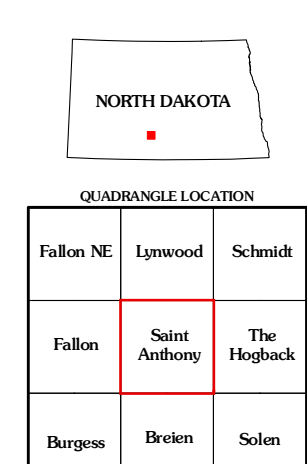 NORTH DAKOTA
QUADRANGLE LOCATION
Fallon NE Lynwood Schmidt
Fallon Saint Anthony The Hogback
Burgess Breien Solen